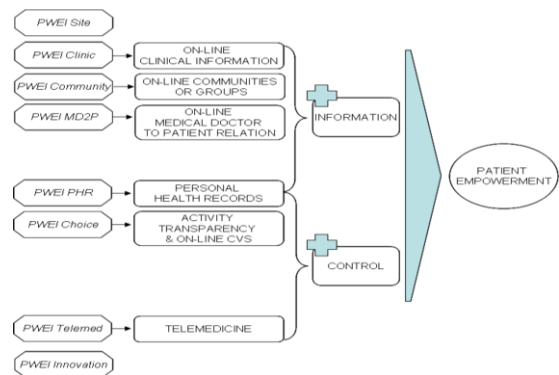 PWEI Site
PWEI Clinic
ON-LINE
CLINICAL INFORMATION
PWEI Community
ON-LINE COMMUNITIES
OR GROUPS
PWEI MD2P
ON-LINE
MEDICAL DOCTOR
TO PATIENT RELATION
INFORMATION
PATIENT
EMPOWERMENT
PWEI PHR
PERSONAL
HEALTH RECORDS
PWEI Choice
ACTIVITY
TRANSPARENCY
& ON-LINE CVS
CONTROL
PWEI Telemed
TELEMEDICINE
PWEI Innovation